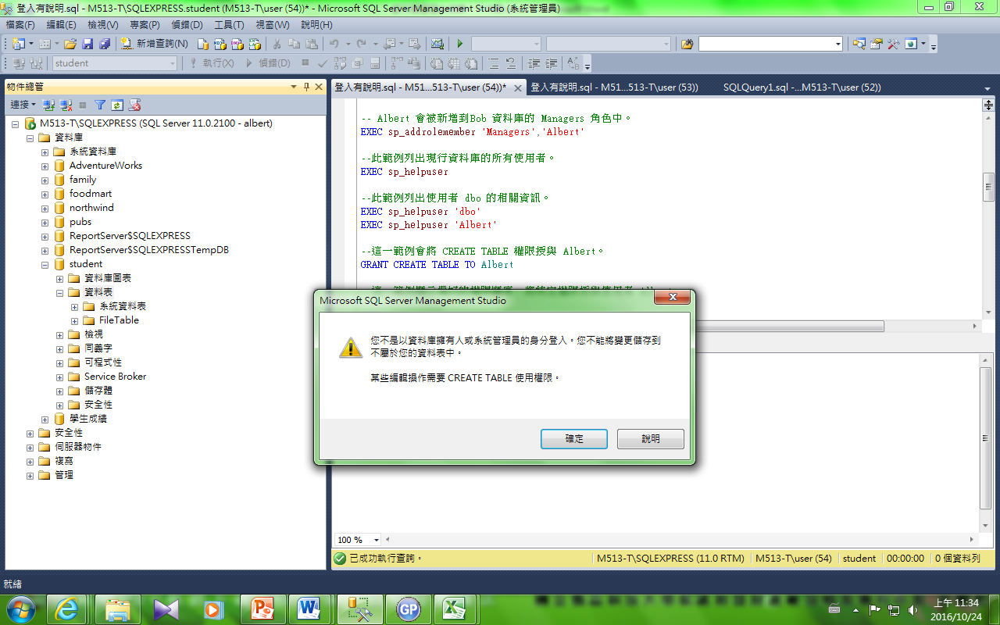 登入有說明.sql - M513-T\SQLEXPRESS.student (M513-T\user (54))* - Microsoft SQL Server Management Studio (系統管理員)
檔案(F) 編輯(E) 檢視(V) 專案(P) 偵錯(D) 工具(T) 視窗(W) 說明(H)
新增查詢(N)
student
執行(X)
偵錯(D)
物件總管
連接
M513-T\SQLEXPRESS (SQL Server 11.0.2100 - albert)
資料庫
系統資料庫
AdventureWorks
family
foodmart
northwind
pubs
ReportServer$SQLEXPRESS
ReportServer$SQLEXPRESSTempDB
student
資料庫圖表
資料表
系統資料表
FileTable
檢視
同義字
可程式性
Service Broker
儲存體
安全性
學生成績
安全性
伺服器物件
複寫
管理
登入有說明.sql - M51...513-T\user (54))*
登入有說明.sql - M51...513-T\user (53))
SQLQuery1.sql -...M513-T\user (52))
-- Albert 會被新增到Bob 資料庫的 Managers 角色中。
EXEC sp_addrolemember 'Managers','Albert'
--此範例列出現行資料庫的所有使用者。
EXEC sp_helpuser
--此範例列出使用者 dbo 的相關資訊。
EXEC sp_helpuser 'dbo'
EXEC sp_helpuser 'Albert'
--這一範例會將 CREATE TABLE 權限授與 Albert。
GRANT CREATE TABLE TO Albert
Microsoft SQL Server Management Studio
您不是以資料庫擁有人或系統管理員的身分登入。您不能將變更儲存到
不屬於您的資料表中。
某些編輯操作需要 CREATE TABLE 使用權限。
確定
說明
100 %
已成功執行查詢。
M513-T\SQLEXPRESS (11.0 RTM)
M513-T\user (54)
student
00:00:00
0 個資料列
就緒
GP
上午 11:34
2016/10/24